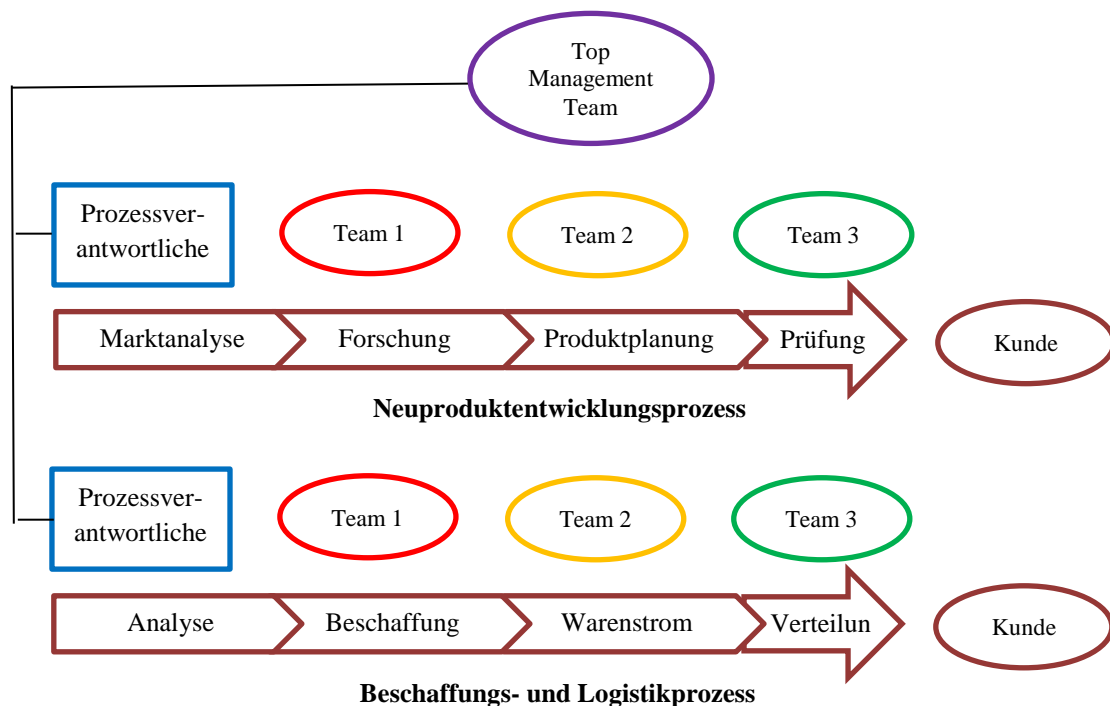 Top
Management
Team
Prozessver-
antwortliche
Team 1
Team 2
Team 3
Marktanalyse
Forschung
Produktplanung
Prüfung
Kunde
Neuproduktentwicklungsprozess
Prozessver-
antwortliche
Team 1
Team 2
Team 3
Analyse
Beschaffung
Warenstrom
Verteilun
Kunde
Beschaffungs- und Logistikprozess